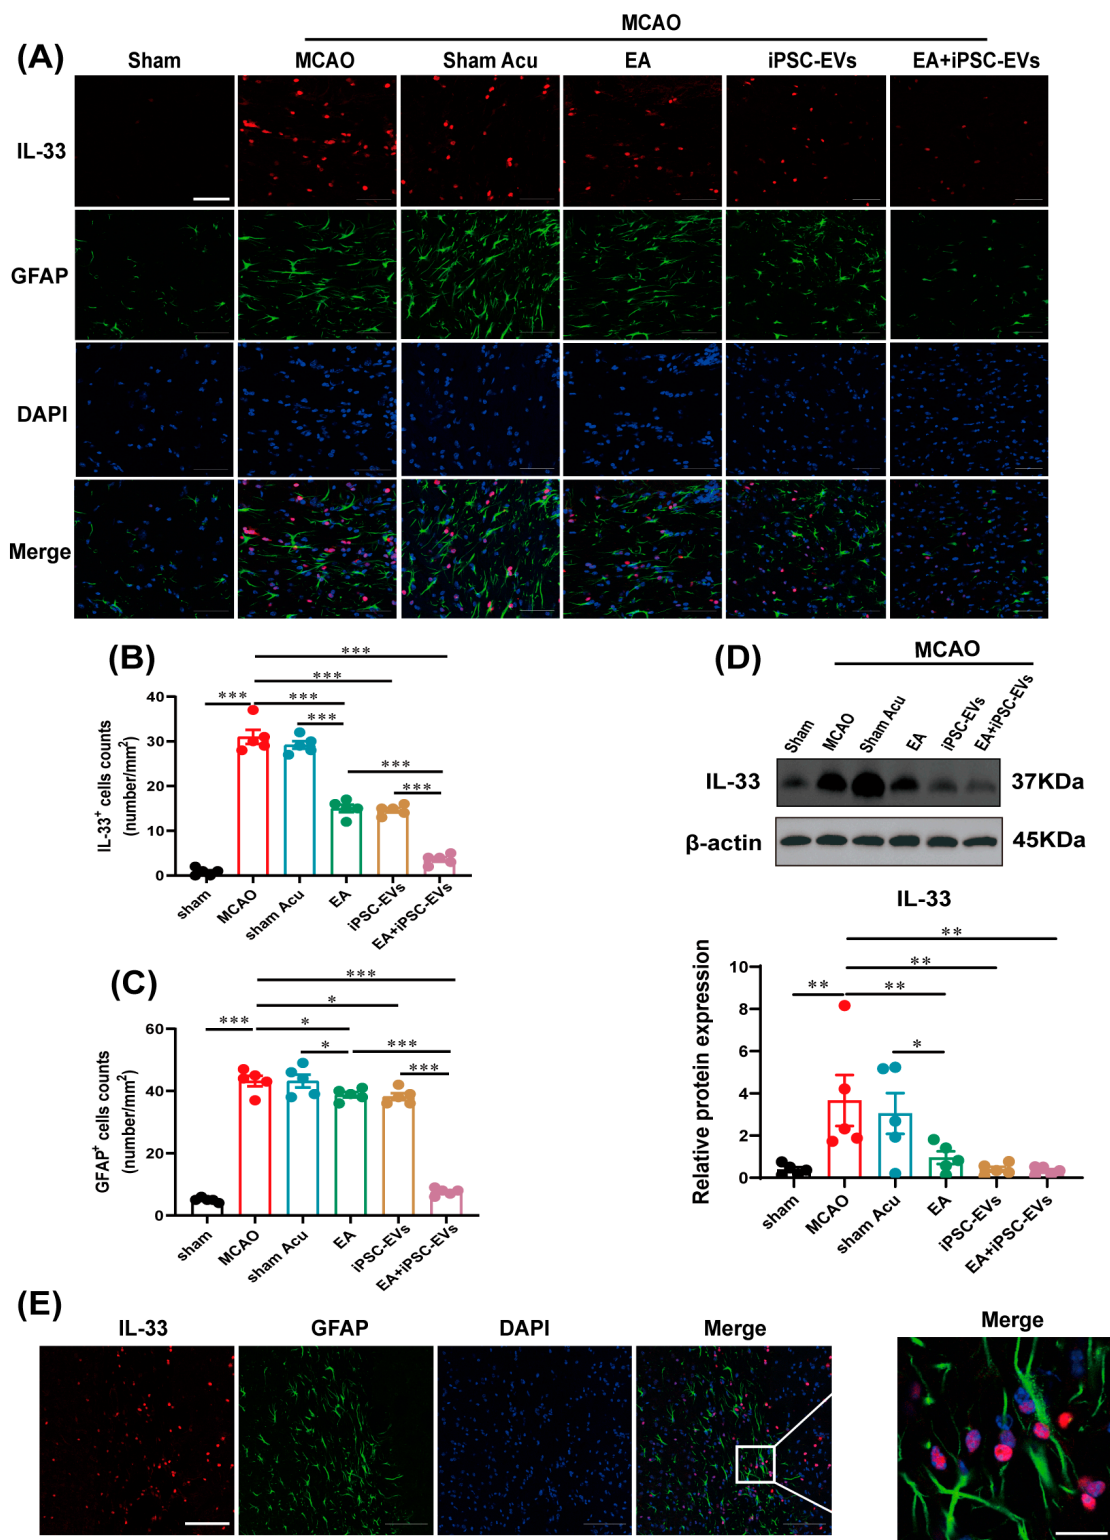 MCAO
(A)
Sham MCAO Sham Acu EA iPSC-EVs EA+iPSC-EVs
IL-33
GFAP
DAPI
Merge
(B)
*** 
***
*** ***
***
***
***
40
30
20
10
0
IL-33+ cells counts
(number/mm2)
sham MCAO sham Acu EA iPSC-EVs EA+iPSC-EVs
(C)
***
*
*** *
* ***
***
60
40
20
0
GFAP+ cells counts
(number/mm2)
sham MCAO sham Acu EA iPSC-EVs EA+iPSC-EVs
(D)
MCAO
Sham MCAO Sham Acu EA iPSC-EVs EA+iPSC-EVs
IL-33 37KDa
β-actin 45KDa
IL-33
**
**
** **
*
10
8
6
4
2
0
Relative protein expression
sham MCAO sham Acu EA iPSC-EVs EA+iPSC-EVs
(E)
IL-33 GFAP DAPI Merge Merge